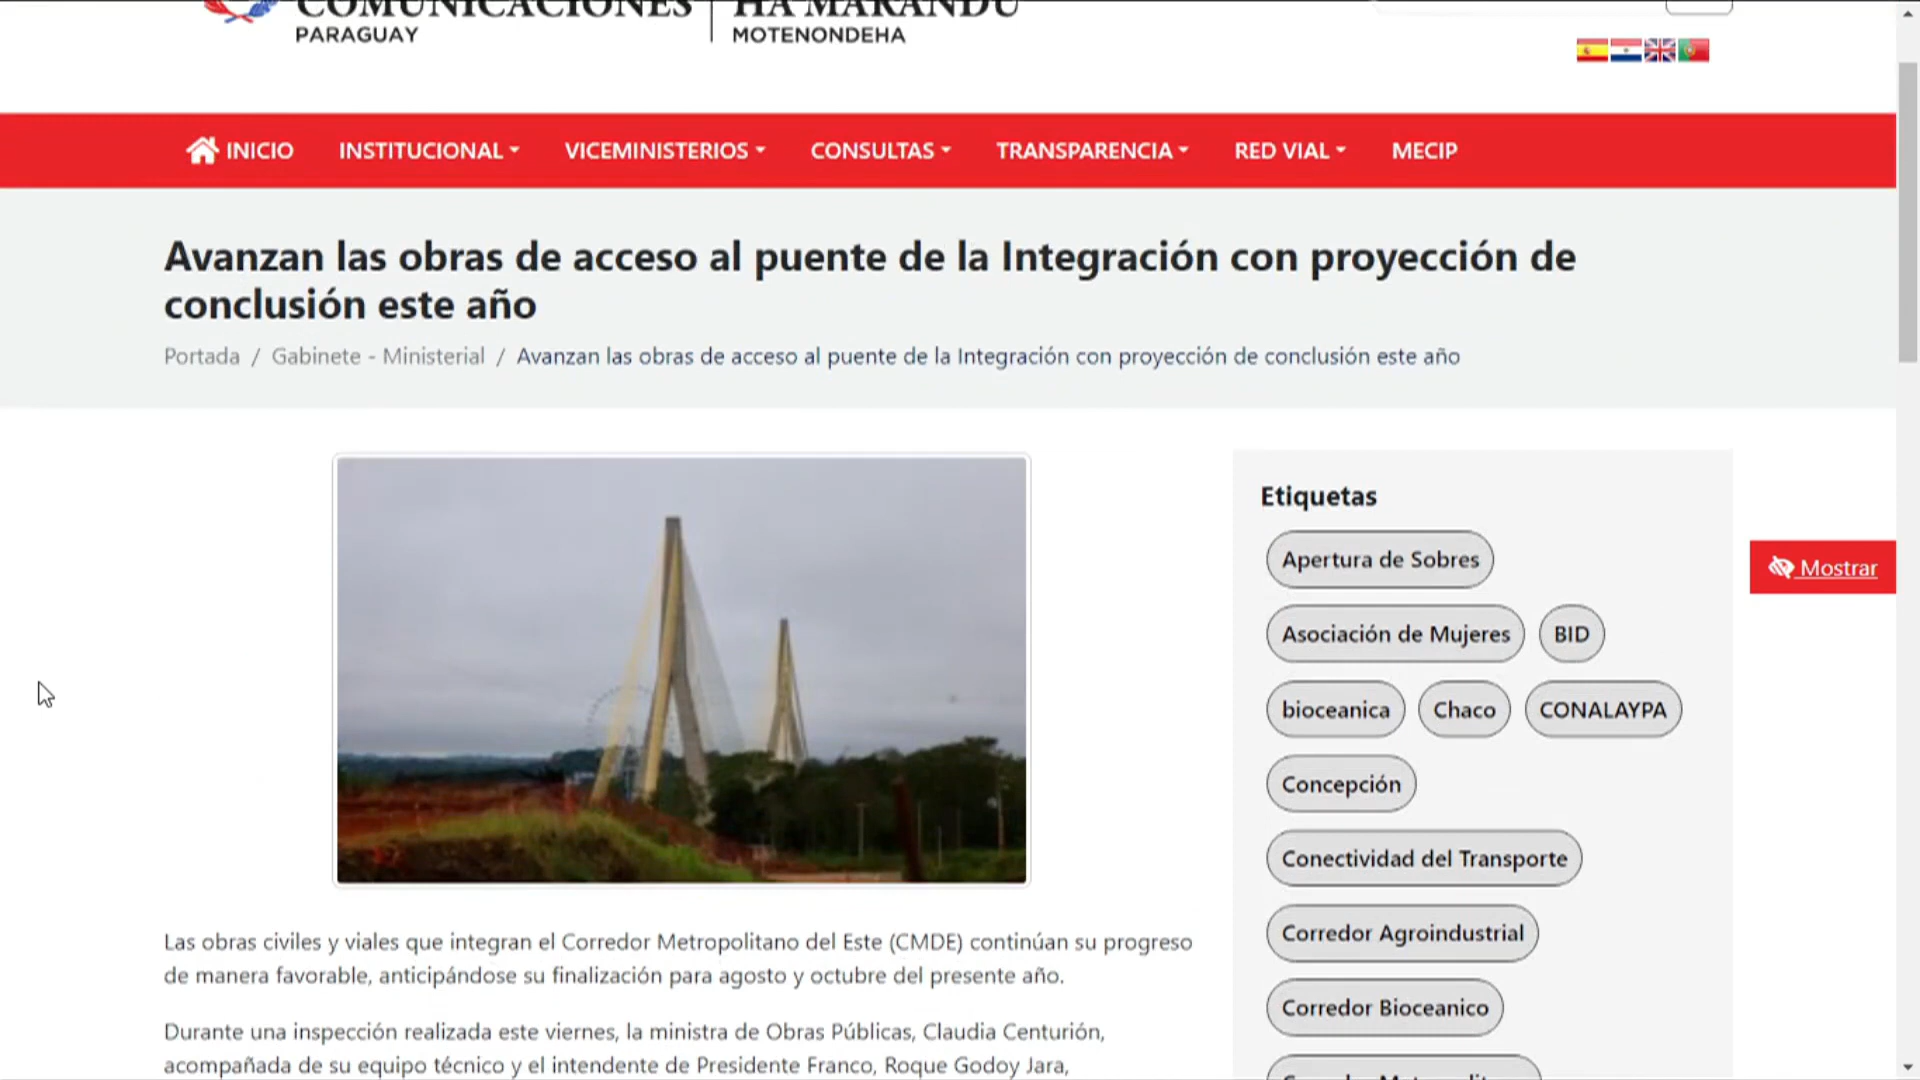 COMUNICACIONES
HA MARANDU
PARAGUAY
MOTENONDEHA
INICIO
INSTITUCIONAL
VICEMINISTERIOS
CONSULTAS
TRANSPARENCIA
RED VIAL
MECIP
Avanzan las obras de acceso al puente de la Integración con proyección de
conclusión este año
Portada / Gabinete - Ministerial / Avanzan las obras de acceso al puente de la Integración con proyección de conclusión este año
Las obras civiles y viales que integran el Corredor Metropolitano del Este (CMDE) continúan su progreso
de manera favorable, anticipándose su finalización para agosto y octubre del presente año.
Durante una inspección realizada este viernes, la ministra de Obras Públicas, Claudia Centurión,
acompañada de su equipo técnico y el intendente de Presidente Franco, Roque Godoy Jara,
Etiquetas
Apertura de Sobres
Asociación de Mujeres
BID
bioceanica
Chaco
CONALAYPA
Concepción
Conectividad del Transporte
Corredor Agroindustrial
Corredor Bioceanico
Mostrar